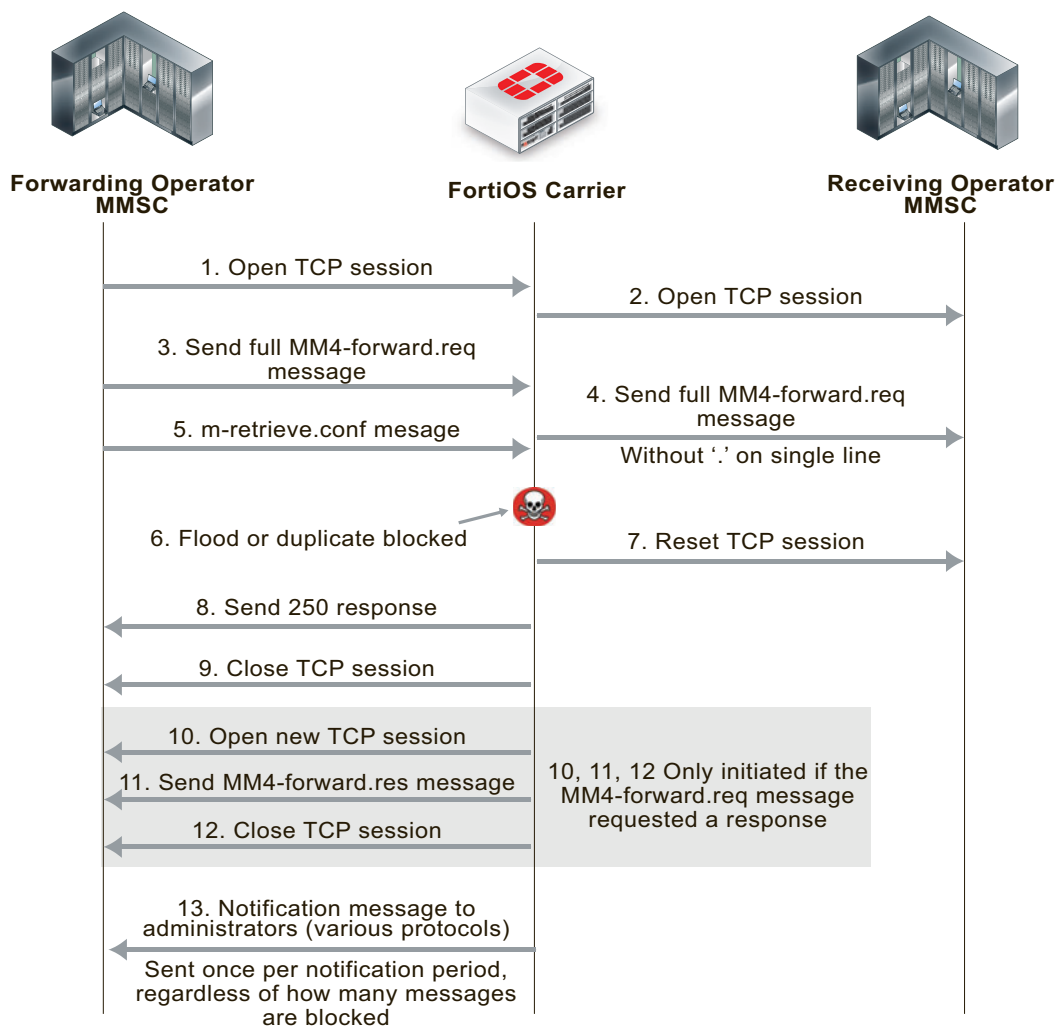 Forwarding Operator
MMSC
FortiOS Carrier
Receiving Operator
MMSC
1. Open TCP session
2. Open TCP session
3. Send full MM4-forward.req
message
4. Send full MM4-forward.req
message
5. m-retrieve.conf mesage
Without ‘.’ on single line
6. Flood or duplicate blocked
7. Reset TCP session
8. Send 250 response
9. Close TCP session
10. Open new TCP session
11. Send MM4-forward.res message
12. Close TCP session
10, 11, 12 Only initiated if the
MM4-forward.req message
requested a response
13. Notification message to
administrators (various protocols)
Sent once per notification period,
regardless of how many messages
are blocked